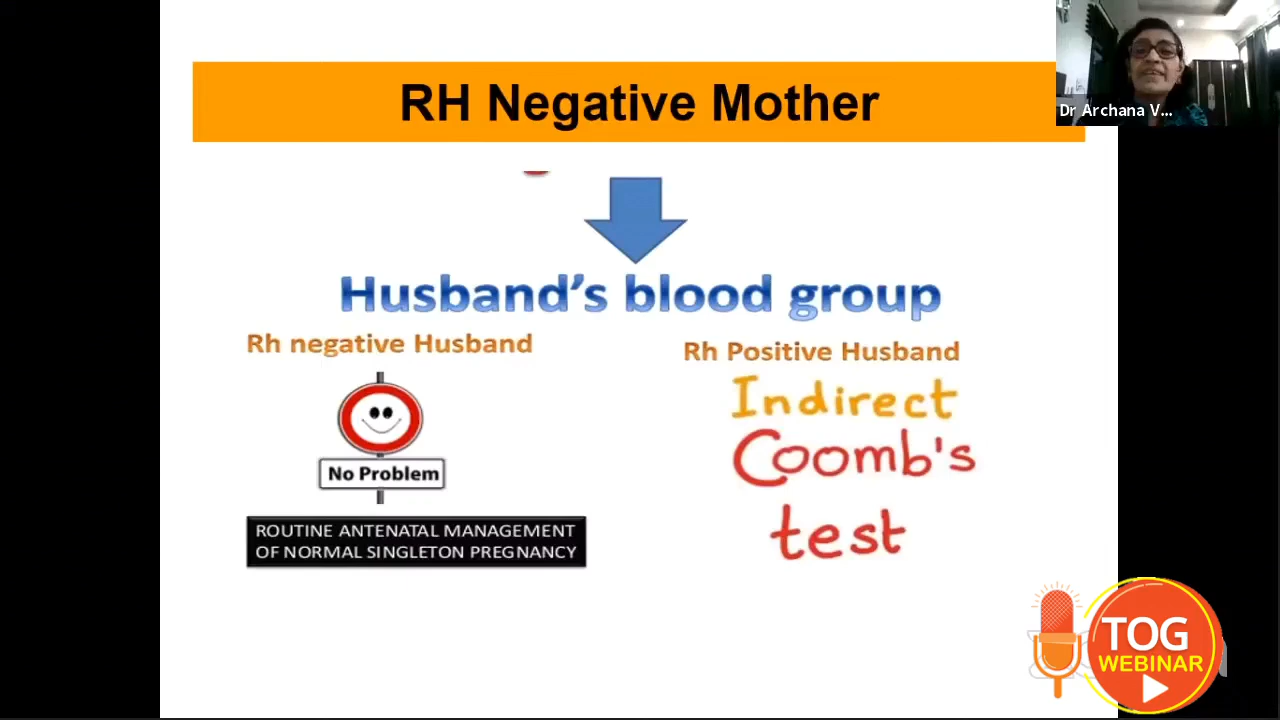 RH Negative Mother
Dr Archana V...
Husband's blood group
Rh negative Husband
No Problem
ROUTINE ANTENATAL MANAGEMENT
OF NORMAL SINGLETON PREGNANCY
Rh Positive Husband
Indirect
Coomb's
test
TOG
WEBINAR